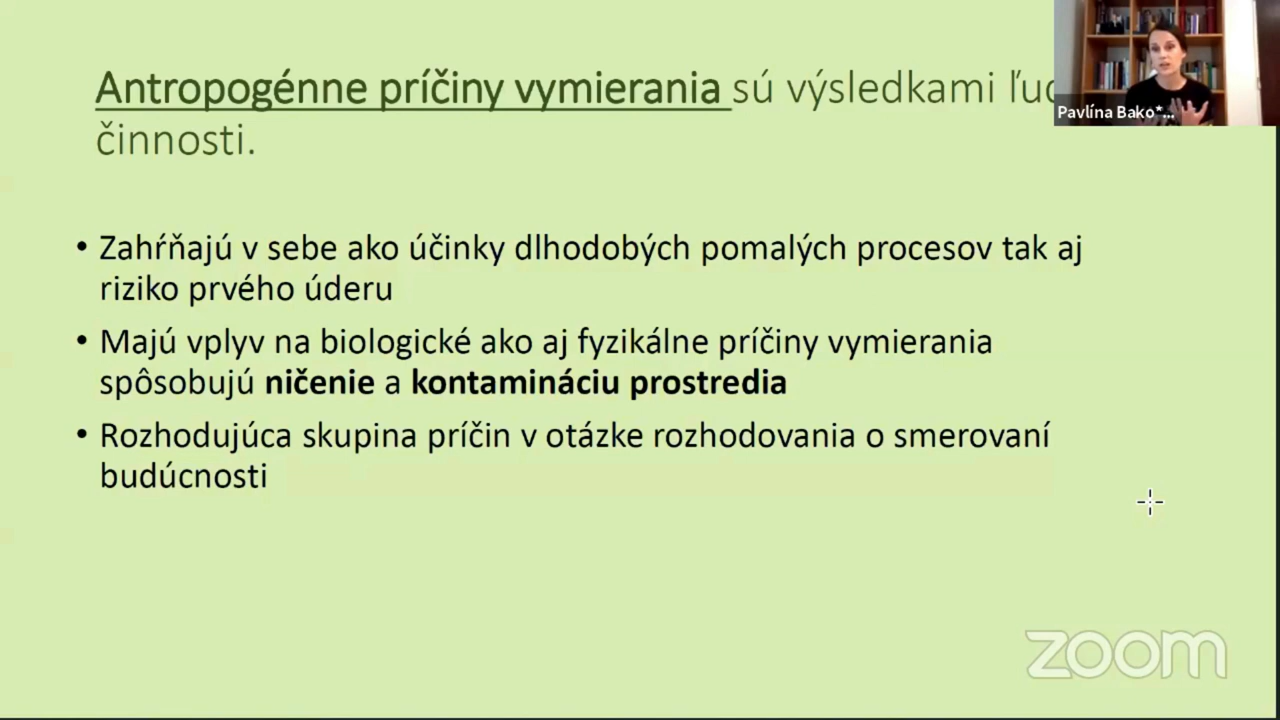 Antropogénne príčiny vymierania sú výsledkami
činnosti.
Pavlína Bako*...
• Zahŕňajú v sebe ako účinky dlhodobých pomalých procesov tak aj
riziko prvého úderu
• Majú vplyv na biologické ako aj fyzikálne príčiny vymierania
spôsobujú ničenie a kontamináciu prostredia
• Rozhodujúca skupina príčin v otázke rozhodovania o smerovaní
budúcnosti
zoom